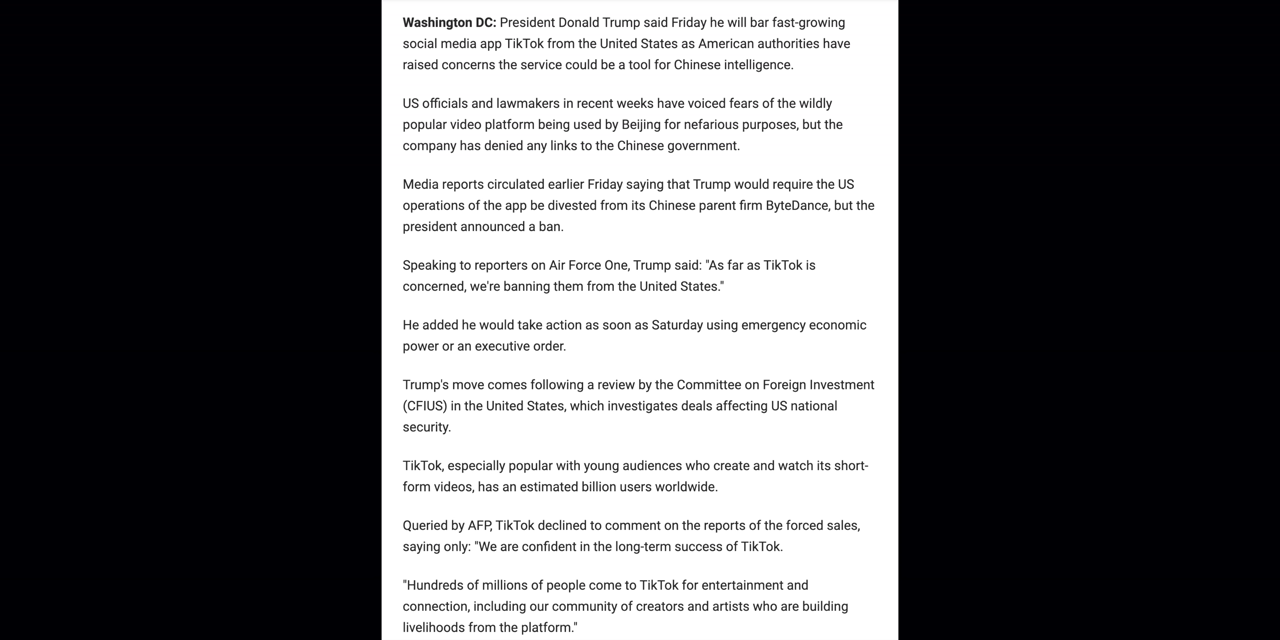 Washington DC: President Donald Trump said Friday he will bar fast-growing
social media app TikTok from the United States as American authorities have
raised concerns the service could be a tool for Chinese intelligence.
US officials and lawmakers in recent weeks have voiced fears of the wildly
popular video platform being used by Beijing for nefarious purposes, but the
company has denied any links to the Chinese government.
Media reports circulated earlier Friday saying that Trump would require the US
operations of the app be divested from its Chinese parent firm ByteDance, but the
president announced a ban.
Speaking to reporters on Air Force One, Trump said: "As far as TikTok is
concerned, we're banning them from the United States."
He added he would take action as soon as Saturday using emergency economic
power or an executive order.
Trump's move comes following a review by the Committee on Foreign Investment
(CFIUS) in the United States, which investigates deals affecting US national
security.
TikTok, especially popular with young audiences who create and watch its short-
form videos, has an estimated billion users worldwide.
Queried by AFP, TikTok declined to comment on the reports of the forced sales,
saying only: "We are confident in the long-term success of TikTok.
"Hundreds of millions of people come to TikTok for entertainment and
connection, including our community of creators and artists who are building
livelihoods from the platform."